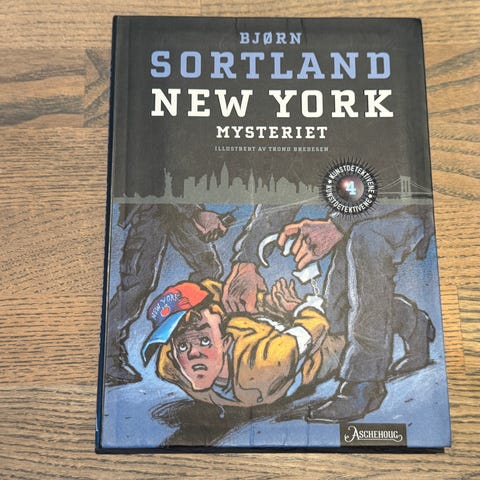 BJØRN
SORTLAND
NEW YORK
MYSTERIET
ILLUSTRERT AV TROND BREDESEN
KUNSTDETEKTIVENE
4
KUNSTDETEKTIVENE
NEW YORK
ASCHEHOUG